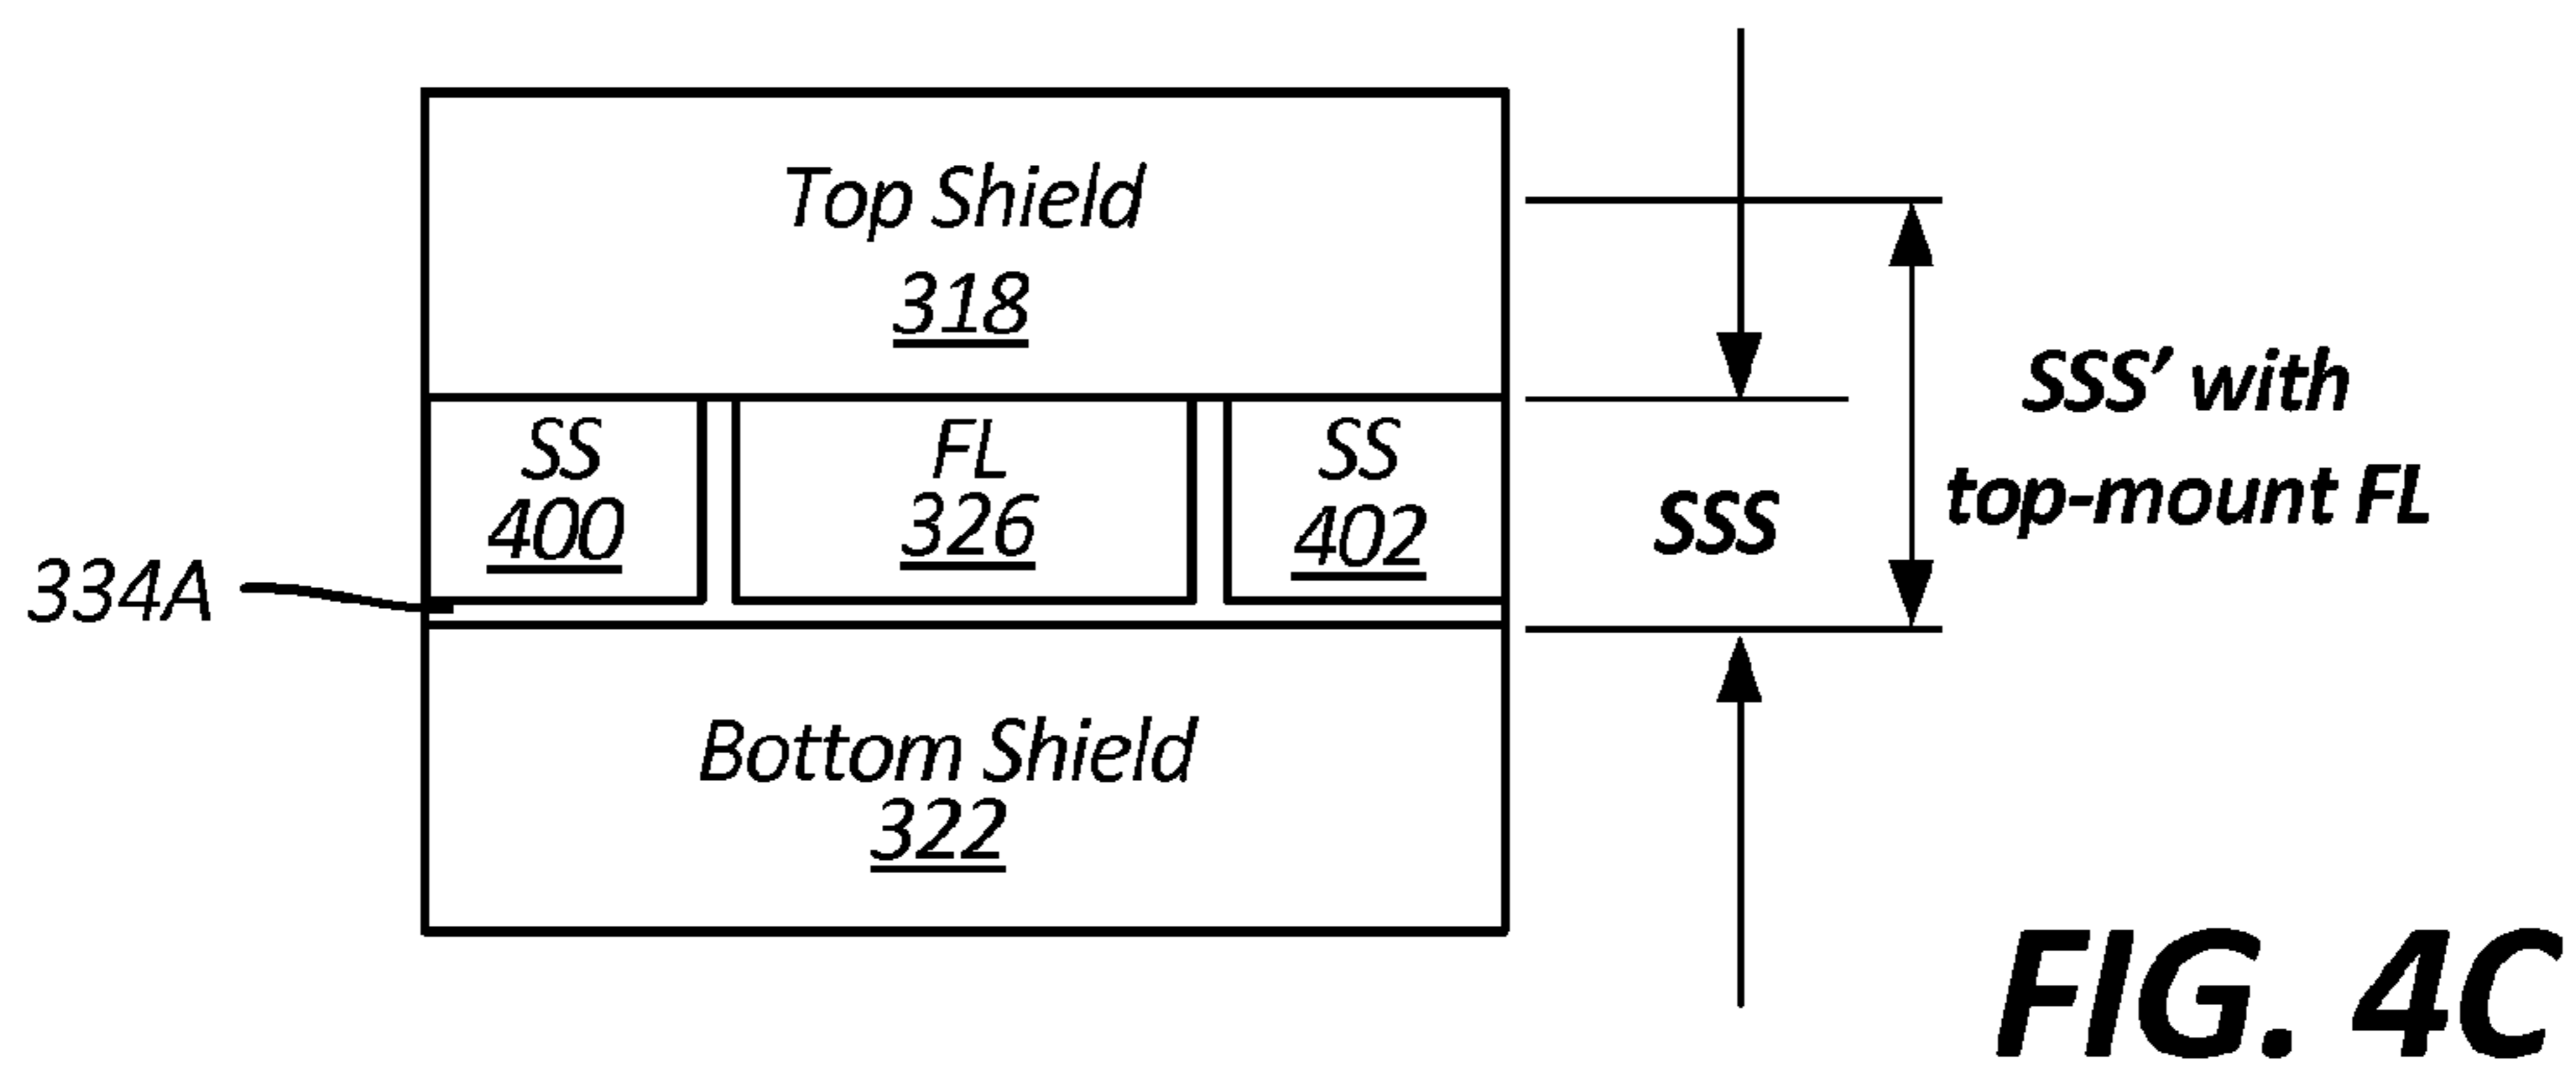 Top Shield
318
SS
400
FL
326
SS
402
334A
Bottom Shield
322
SSS
SSS' with
top-mount FL
FIG. 4C